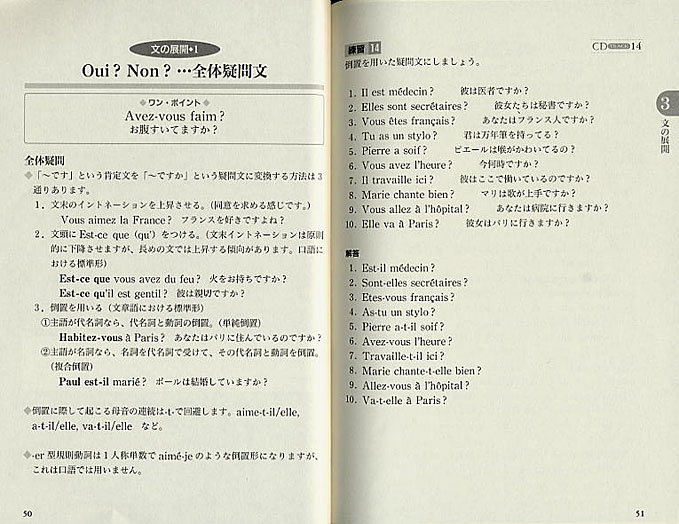 文の展開◆1
Oui? Non? …全体疑問文
◆ワン・ポイント◆
Avez-vous faim?
お腹すいてますか?
全体疑問
◆「〜です」という肯定文を「〜ですか」という疑問文に変換する方法は3
通りあります。
1. 文末のイントネーションを上昇させる。(同意を求める感じです。)
Vous aimez la France? フランスを好きですよね?
2. 文頭に Est-ce que (qu') をつける。(文末イントネーションは原則
的に下降させますが、長めの文では上昇する傾向があります。口語に
おける標準形)
Est-ce que vous avez du feu? 火をお持ちですか?
Est-ce qu'il est gentil? 彼は親切ですか?
3. 倒置を用いる(文章語における標準形)
①主語が代名詞なら、代名詞と動詞の倒置。(単純倒置)
Habitez-vous à Paris? あなたはパリに住んでいるのですか?
②主語が名詞なら、名詞を代名詞で受けて、その代名詞と動詞を倒置。
(複合倒置)
Paul est-il marié? ポールは結婚していますか?
◆倒置に際して起こる母音の連続は-t-で回避します。aime-t-il/elle,
a-t-il/elle, va-t-il/elle など。
◆-er 型規則動詞は1人称単数で aimé-je のような倒置形になりますが、
これは口語では用いません。
50
練習 14
CD TRACK 14
倒置を用いた疑問文にしましょう。
1. Il est médecin? 彼は医者ですか?
2. Elles sont secrétaires? 彼女たちは秘書ですか?
3. Vous êtes français? あなたはフランス人ですか?
4. Tu as un stylo? 君は万年筆を持ってる?
5. Pierre a soif? ピエールは喉がかわいてるの?
6. Vous avez l'heure? 今何時ですか?
7. Il travaille ici? 彼はここで働いているのですか?
8. Marie chante bien? マリは歌が上手ですか?
9. Vous allez à l'hôpital? あなたは病院に行きますか?
10. Elle va à Paris? 彼女はパリに行きますか?
解答
1. Est-il médecin?
2. Sont-elles secrétaires?
3. Etes-vous français?
4. As-tu un stylo?
5. Pierre a-t-il soif?
6. Avez-vous l'heure?
7. Travaille-t-il ici?
8. Marie chante-t-elle bien?
9. Allez-vous à l'hôpital?
10. Va-t-elle à Paris?
3
文の展開
51